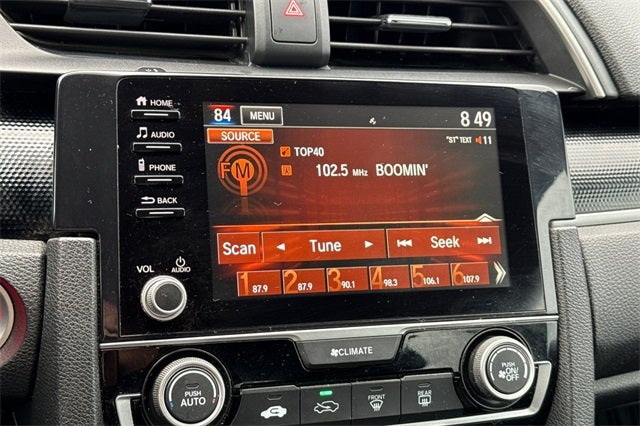 HOME
84 MENU 8 49
AUDIO
SOURCE "ST" TEXT 11
TOP40
FM
A 102.5 MHz BOOMIN'
PHONE
BACK
Scan Tune Seek
VOL AUDIO
1 87.9 2 87.9 3 90.1 4 98.3 5 106.1 6 107.9
CLIMATE
PUSH AUTO
FRONT
REAR
PUSH ON/OFF